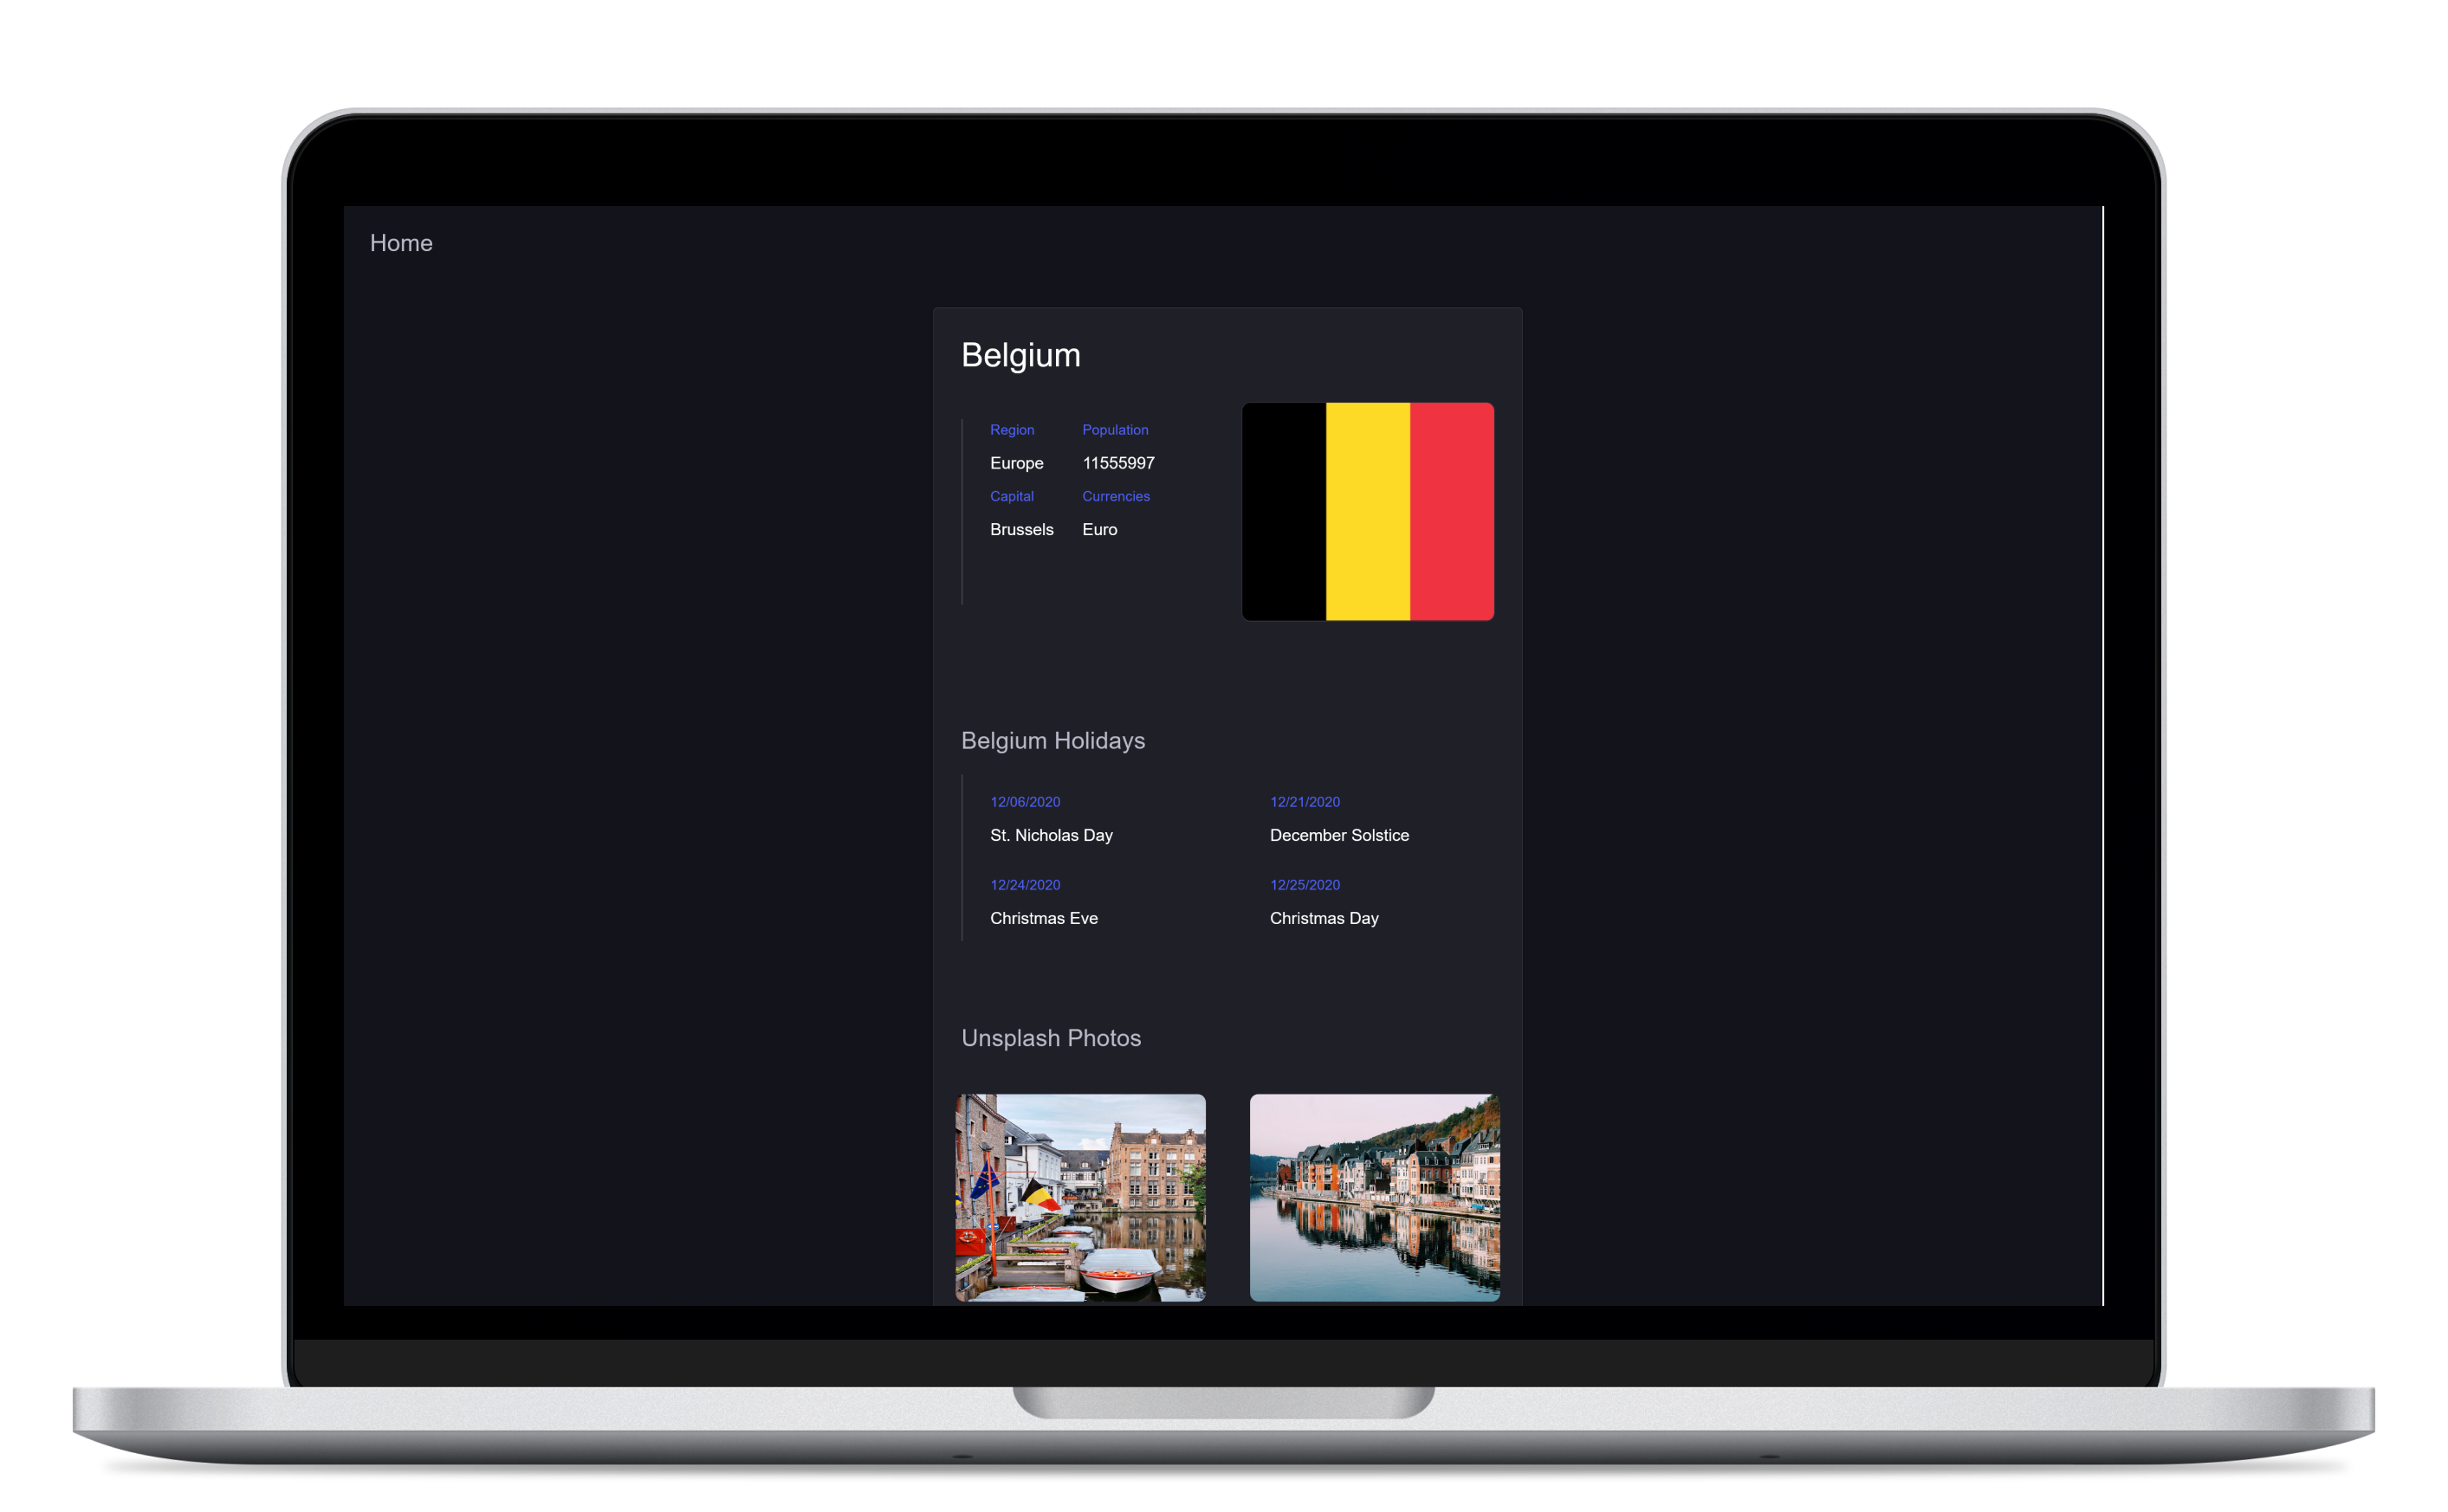 Home
Belgium
Region Population
Europe 11555997
Capital Currencies
Brussels Euro
Belgium Holidays
12/06/2020 12/21/2020
St. Nicholas Day December Solstice
12/24/2020 12/25/2020
Christmas Eve Christmas Day
Unsplash Photos